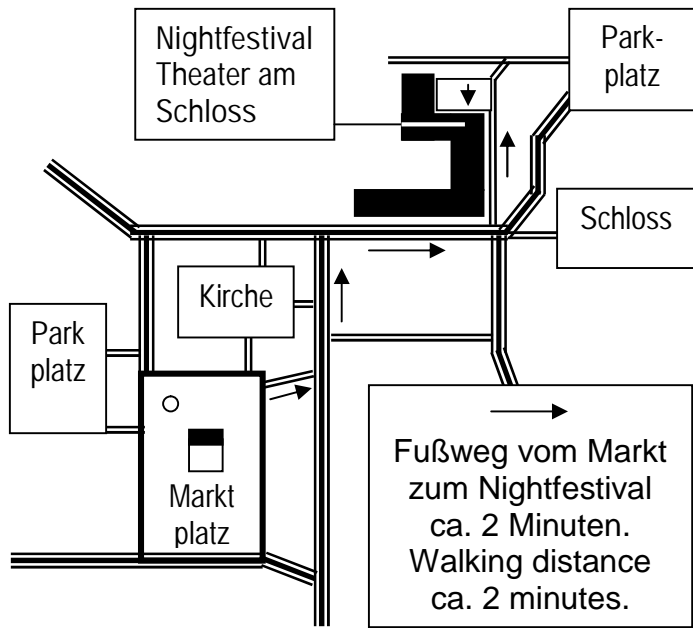 Nightfestival
Theater am
Schloss
Park-
platz
Schloss
Kirche
Park
platz
Markt
platz
Fußweg vom Markt
zum Nightfestival
ca. 2 Minuten.
Walking distance
ca. 2 minutes.